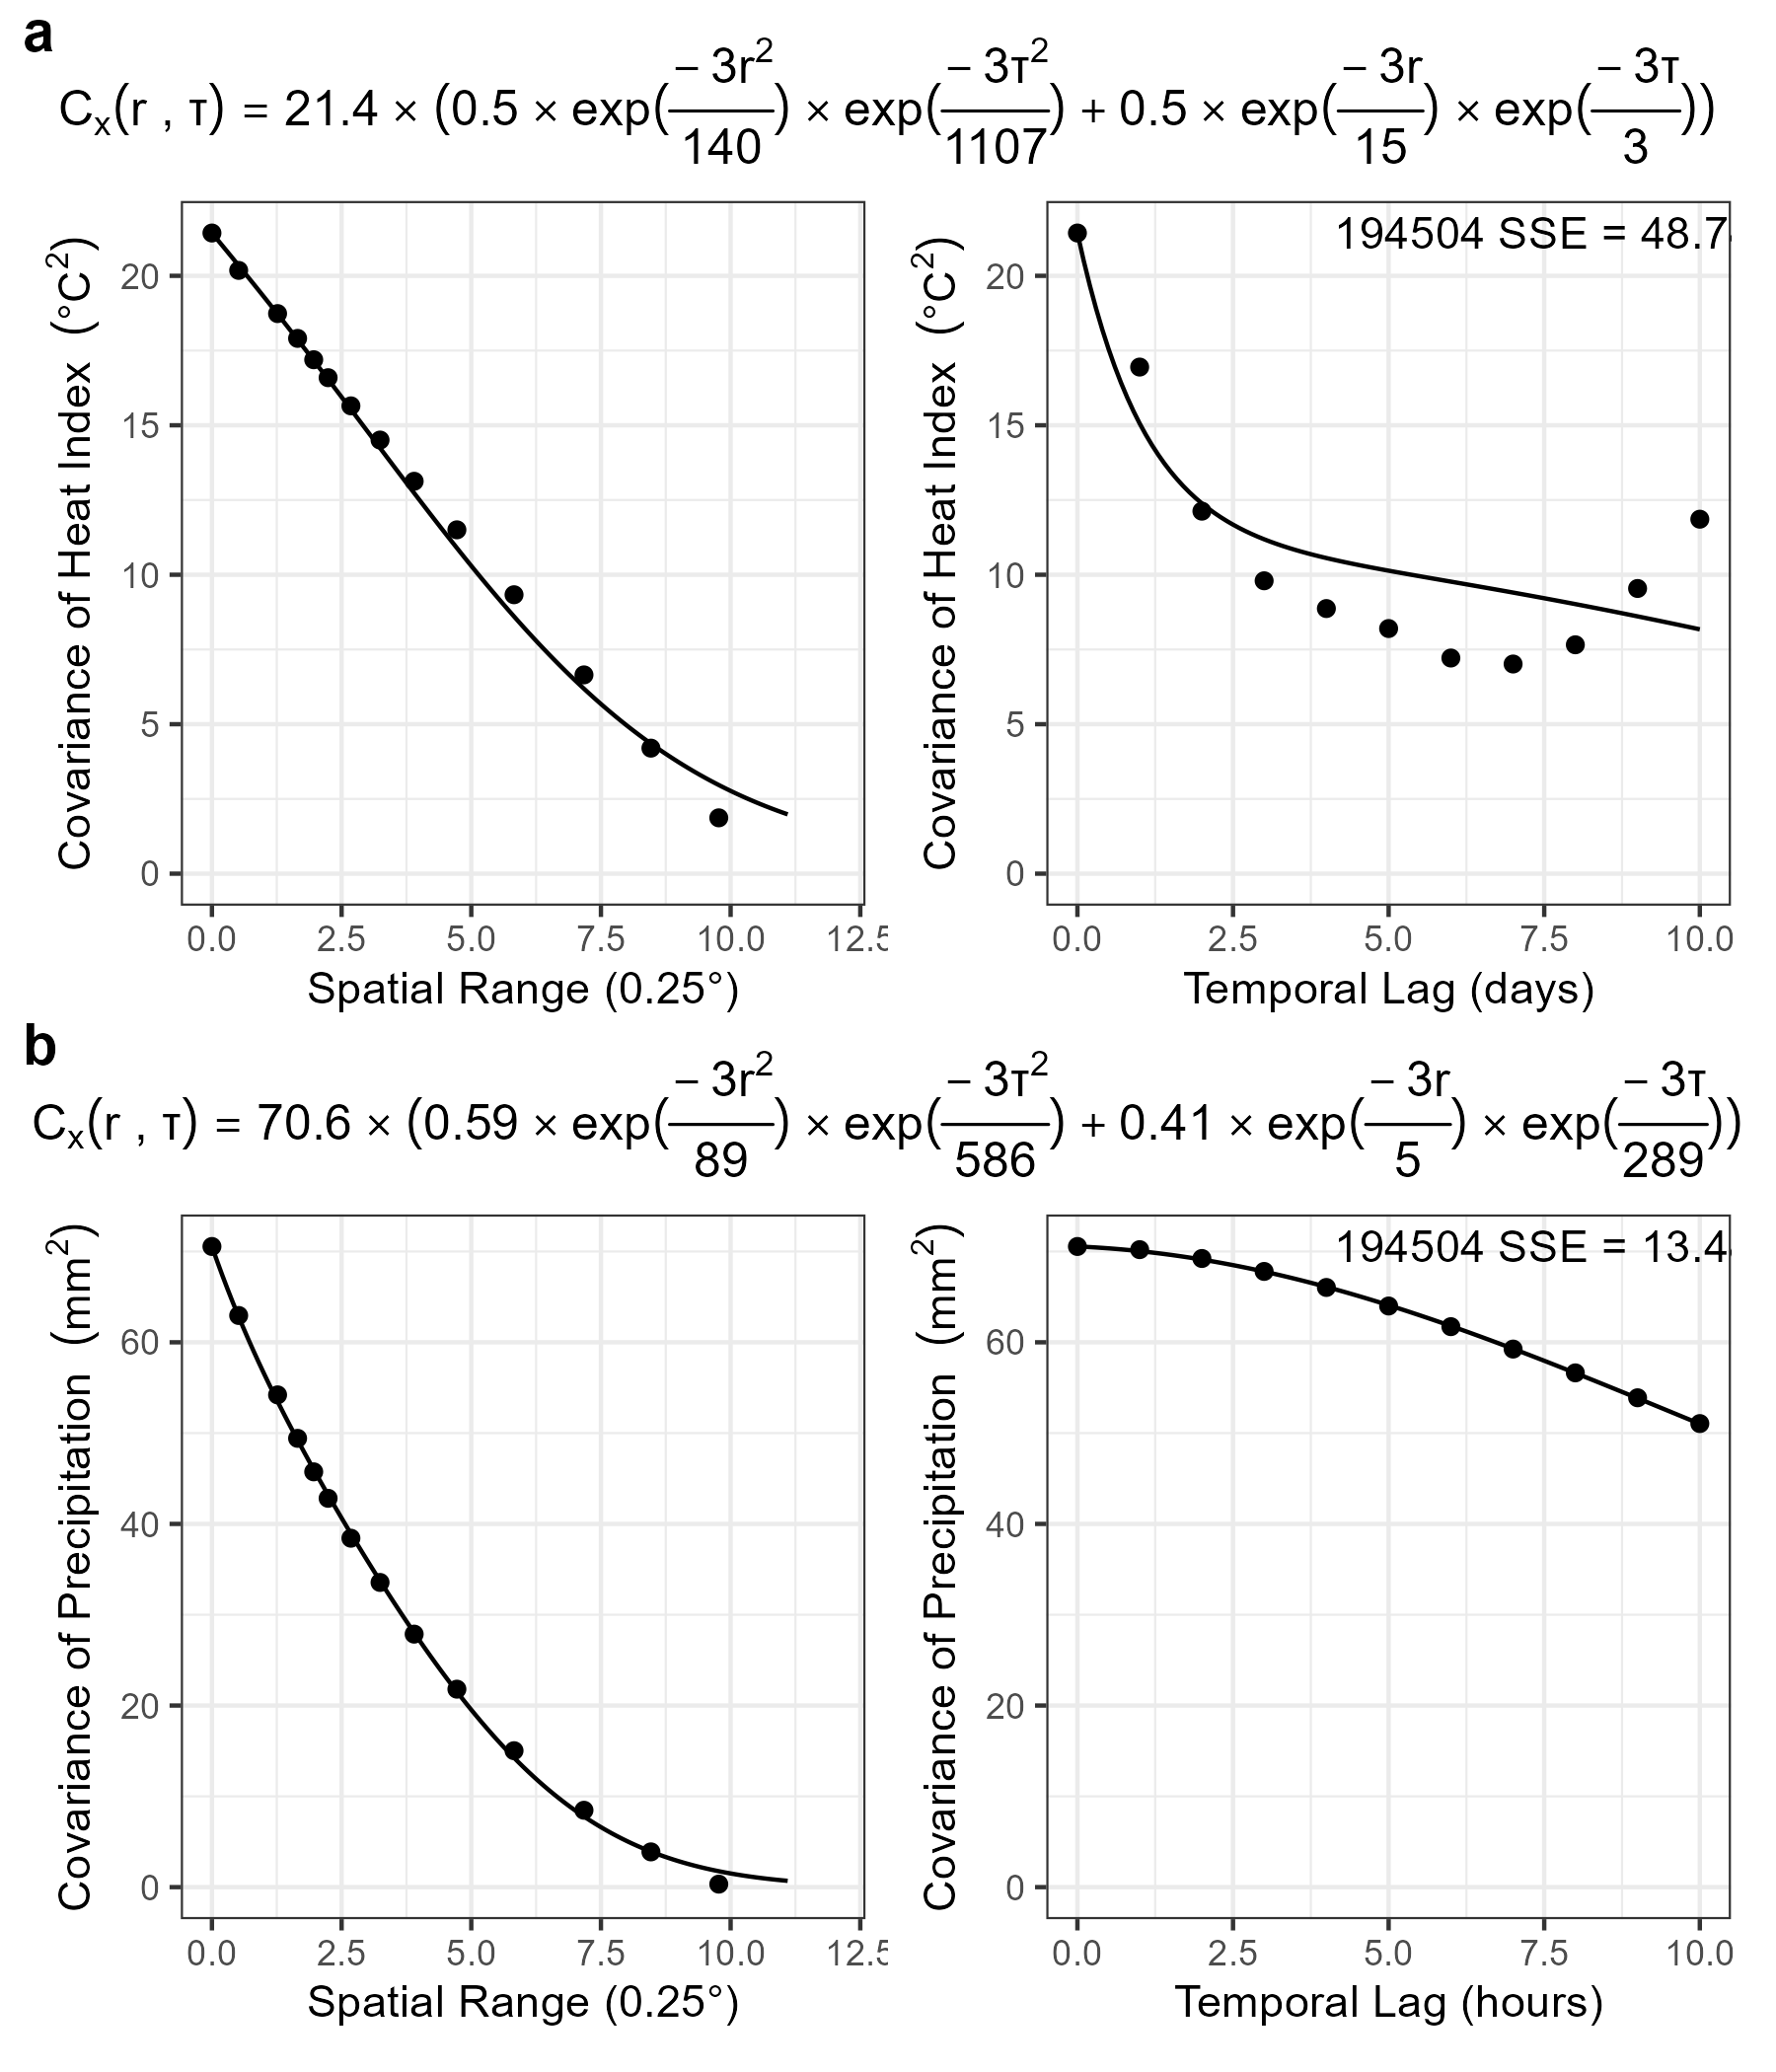 a
Cₓ(r , τ) = 21.4 × (0.5 × exp(− 3r²/140) × exp(− 3τ²/1107) + 0.5 × exp(− 3r/15) × exp(− 3τ/3))
Covariance of Heat Index (°C²)
20
15
10
5
0
0.0 2.5 5.0 7.5 10.0 12.5
Spatial Range (0.25°)
194504 SSE = 48.7
Covariance of Heat Index (°C²)
20
15
10
5
0
0.0 2.5 5.0 7.5 10.0
Temporal Lag (days)
b
Cₓ(r , τ) = 70.6 × (0.59 × exp(− 3r²/89) × exp(− 3τ²/586) + 0.41 × exp(− 3r/5) × exp(− 3τ/289))
Covariance of Precipitation (mm²)
60
40
20
0
0.0 2.5 5.0 7.5 10.0 12.5
Spatial Range (0.25°)
194504 SSE = 13.4
Covariance of Precipitation (mm²)
60
40
20
0
0.0 2.5 5.0 7.5 10.0
Temporal Lag (hours)